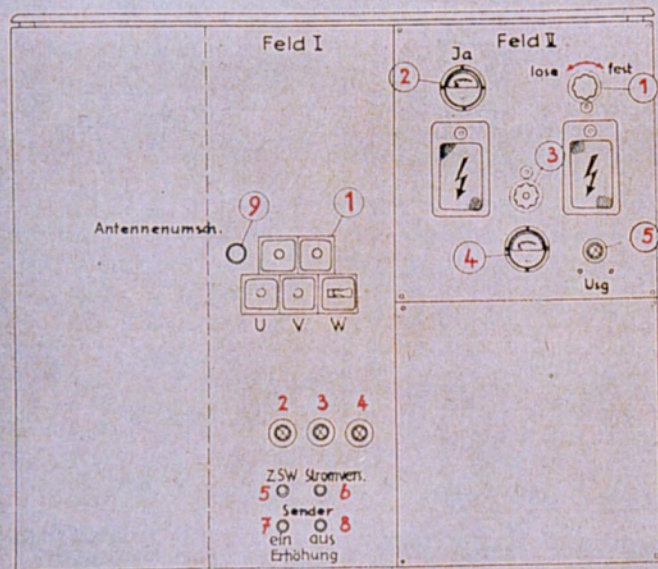 Feld I
Feld II
Ja
2
lose
fest
1
3
Antennenumsch.
9
1
4
5
Usg
U V W
2 3 4
Z.SW Stromvers.
5 6
Sender
7 8
ein aus
Erhöhung